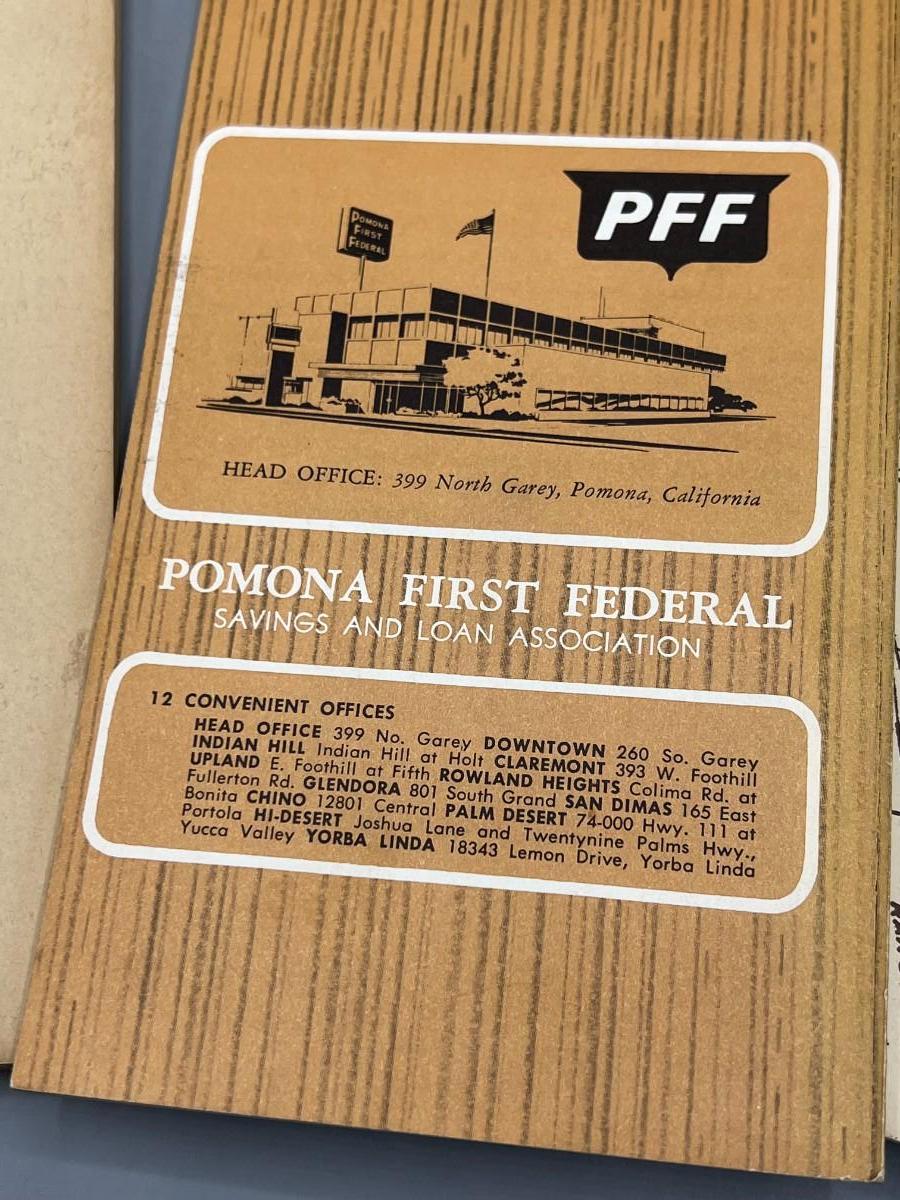 PFF
POMONA
FIRST
FEDERAL
HEAD OFFICE: 399 North Garey, Pomona, California
POMONA FIRST FEDERAL
SAVINGS AND LOAN ASSOCIATION
12 CONVENIENT OFFICES
HEAD OFFICE 399 No. Garey DOWNTOWN 260 So. Garey
INDIAN HILL Indian Hill at Holt CLAREMONT 393 W. Foothill
UPLAND E. Foothill at Fifth ROWLAND HEIGHTS Colima Rd. at
Fullerton Rd. GLENDORA 801 South Grand SAN DIMAS 165 East
Bonita CHINO 12801 Central PALM DESERT 74-000 Hwy. 111 at
Portola HI-DESERT Joshua Lane and Twentynine Palms Hwy.,
Yucca Valley YORBA LINDA 18343 Lemon Drive, Yorba Linda